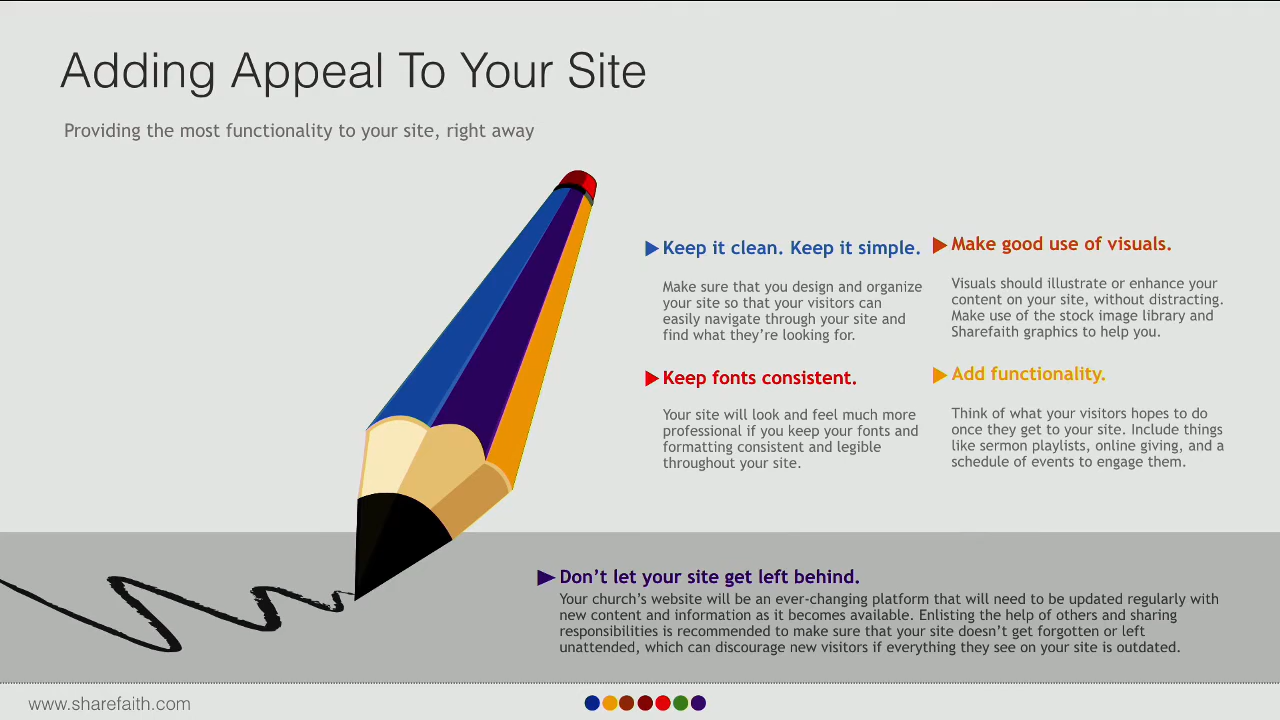 Adding Appeal To Your Site
Providing the most functionality to your site, right away
Keep it clean. Keep it simple.
Make sure that you design and organize
your site so that your visitors can
easily navigate through your site and
find what they’re looking for.
Make good use of visuals.
Visuals should illustrate or enhance your
content on your site, without distracting.
Make use of the stock image library and
Sharefaith graphics to help you.
Keep fonts consistent.
Your site will look and feel much more
professional if you keep your fonts and
formatting consistent and legible
throughout your site.
Add functionality.
Think of what your visitors hopes to do
once they get to your site. Include things
like sermon playlists, online giving, and a
schedule of events to engage them.
Don’t let your site get left behind.
Your church’s website will be an ever-changing platform that will need to be updated regularly with
new content and information as it becomes available. Enlisting the help of others and sharing
responsibilities is recommended to make sure that your site doesn’t get forgotten or left
unattended, which can discourage new visitors if everything they see on your site is outdated.
www.sharefaith.com